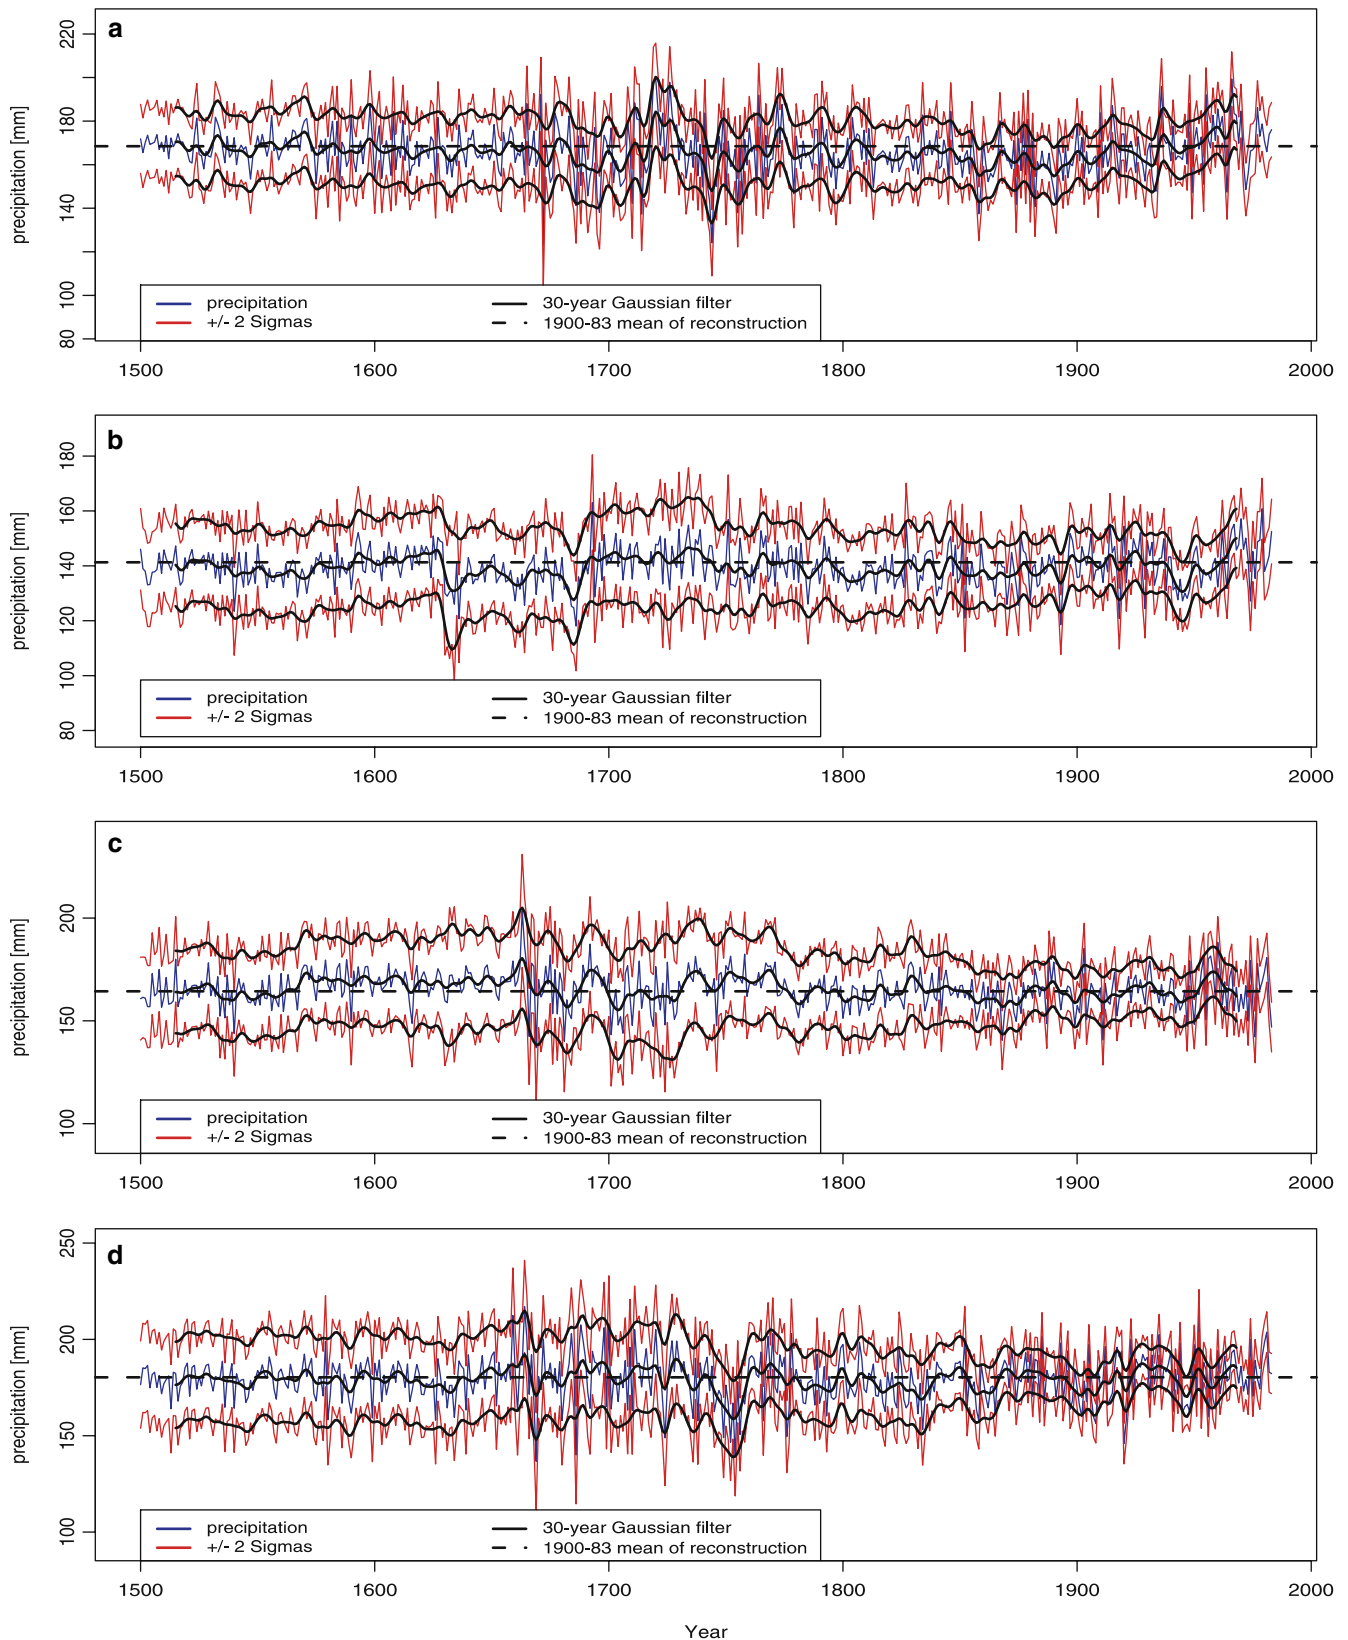 a
precipitation [mm]
220
180
140
100
80
precipitation
+/- 2 Sigmas
30-year Gaussian filter
1900-83 mean of reconstruction
1500 1600 1700 1800 1900 2000
b
precipitation [mm]
180
160
140
120
100
80
precipitation
+/- 2 Sigmas
30-year Gaussian filter
1900-83 mean of reconstruction
1500 1600 1700 1800 1900 2000
c
precipitation [mm]
200
150
100
precipitation
+/- 2 Sigmas
30-year Gaussian filter
1900-83 mean of reconstruction
1500 1600 1700 1800 1900 2000
d
precipitation [mm]
250
200
150
100
precipitation
+/- 2 Sigmas
30-year Gaussian filter
1900-83 mean of reconstruction
1500 1600 1700 1800 1900 2000
Year